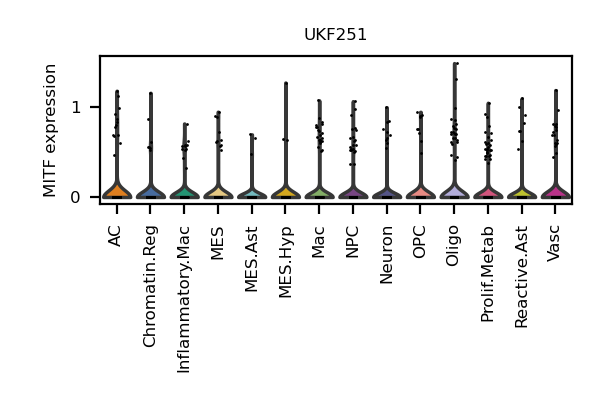 UKF251
MITF expression
1
0
AC
Chromatin.Reg
Inflammatory.Mac
MES
MES.Ast
MES.Hyp
Mac
NPC
Neuron
OPC
Oligo
Prolif.Metab
Reactive.Ast
Vasc